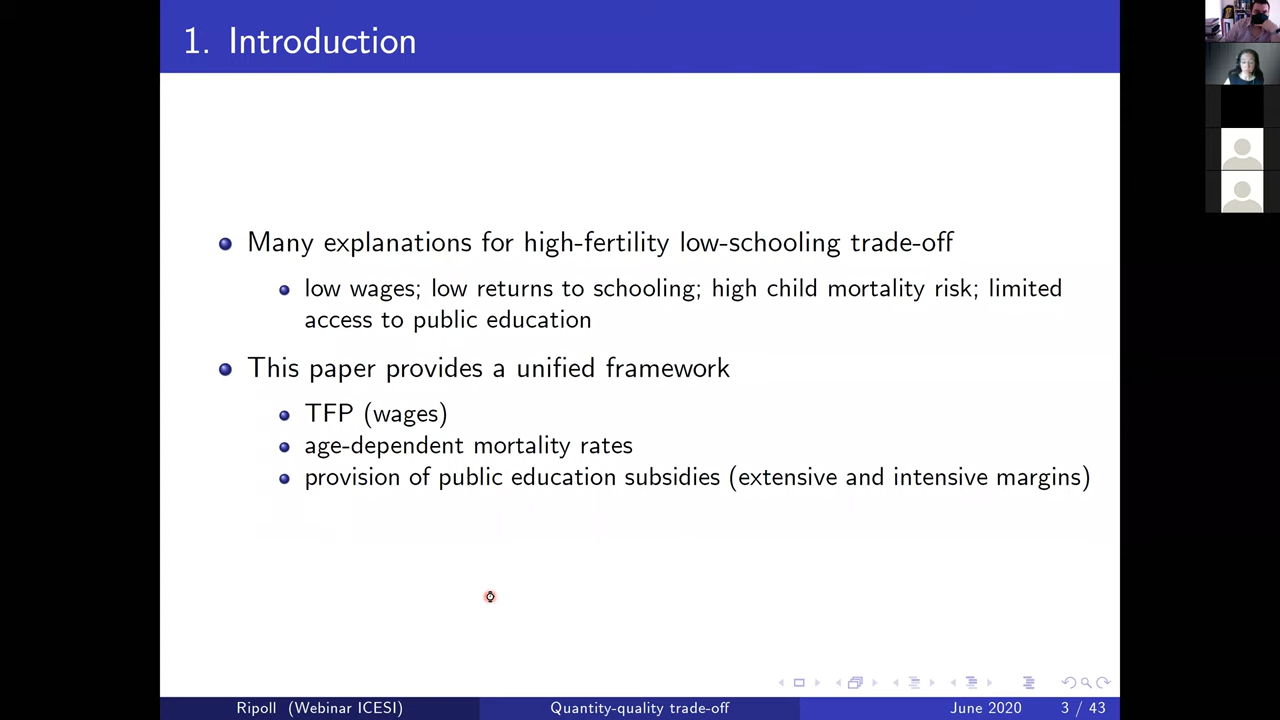 1. Introduction
Many explanations for high-fertility low-schooling trade-off
low wages; low returns to schooling; high child mortality risk; limited
access to public education
This paper provides a unified framework
TFP (wages)
age-dependent mortality rates
provision of public education subsidies (extensive and intensive margins)
Ripoll (Webinar ICESI)
Quantity-quality trade-off
June 2020
3 / 43